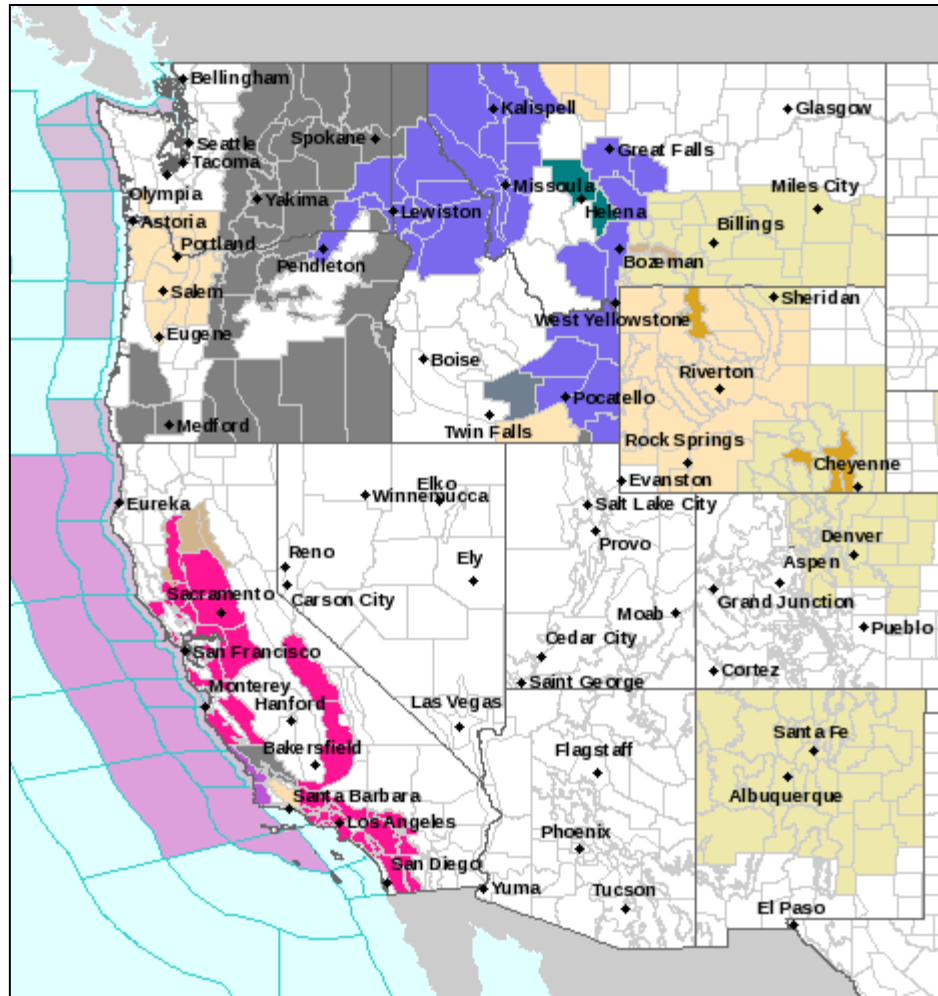 Bellingham
Kalispell
Glasgow
Seattle
Spokane
Great Falls
Tacoma
Olympia
Yakima
Lewiston
Missoula
Helena
Miles City
Astoria
Portland
Pendleton
Bozeman
Billings
Salem
West Yellowstone
Sheridan
Eugene
Boise
Riverton
Medford
Pocatello
Twin Falls
Rock Springs
Cheyenne
Eureka
Winnemucca
Elko
Evanston
Salt Lake City
Provo
Denver
Reno
Ely
Aspen
Sacramento
Carson City
Moab
Grand Junction
Pueblo
San Francisco
Cedar City
Cortez
Monterey
Saint George
Hanford
Las Vegas
Bakersfield
Flagstaff
Santa Fe
Albuquerque
Santa Barbara
Los Angeles
Phoenix
San Diego
Yuma
Tucson
El Paso